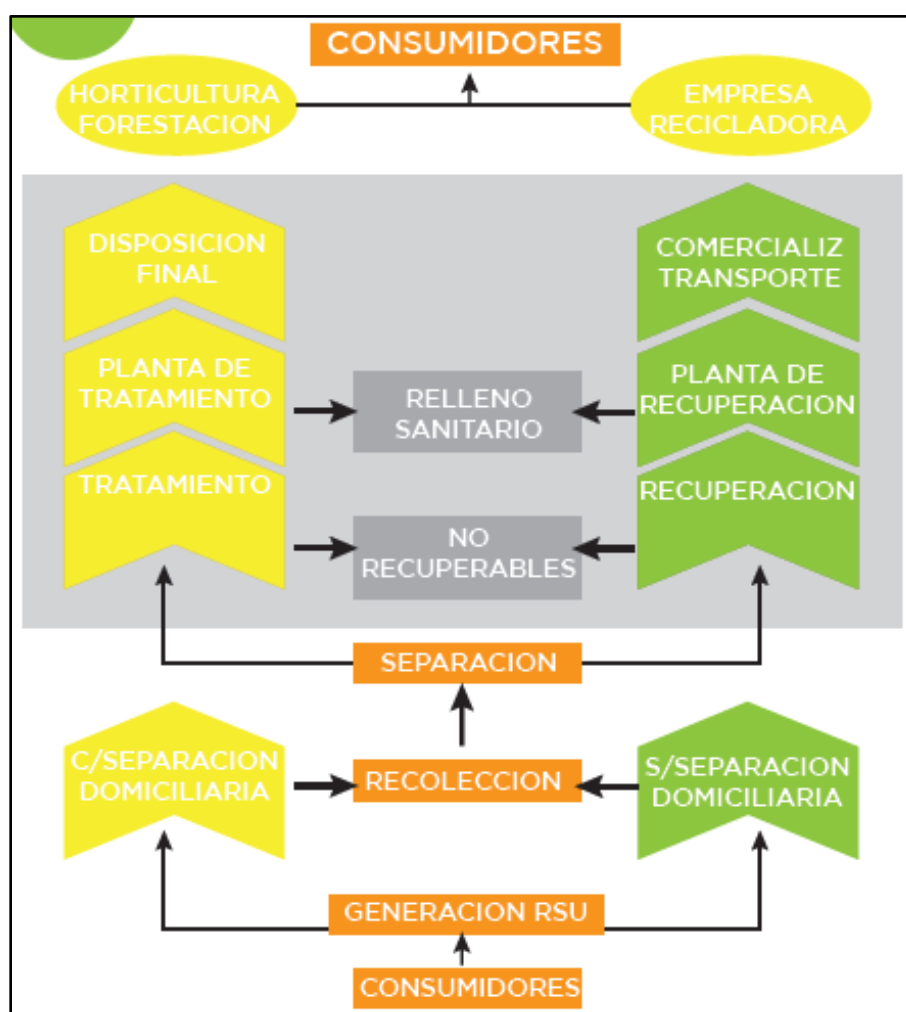 CONSUMIDORES
HORTICULTURA
FORESTACION
EMPRESA
RECICLADORA
DISPOSICION
FINAL
COMERCIALIZ
TRANSPORTE
PLANTA DE
TRATAMIENTO
RELLENO
SANITARIO
PLANTA DE
RECUPERACION
TRATAMIENTO
NO
RECUPERABLES
RECUPERACION
SEPARACION
C/SEPARACION
DOMICILIARIA
RECOLECCION
S/SEPARACION
DOMICILIARIA
GENERACION RSU
CONSUMIDORES